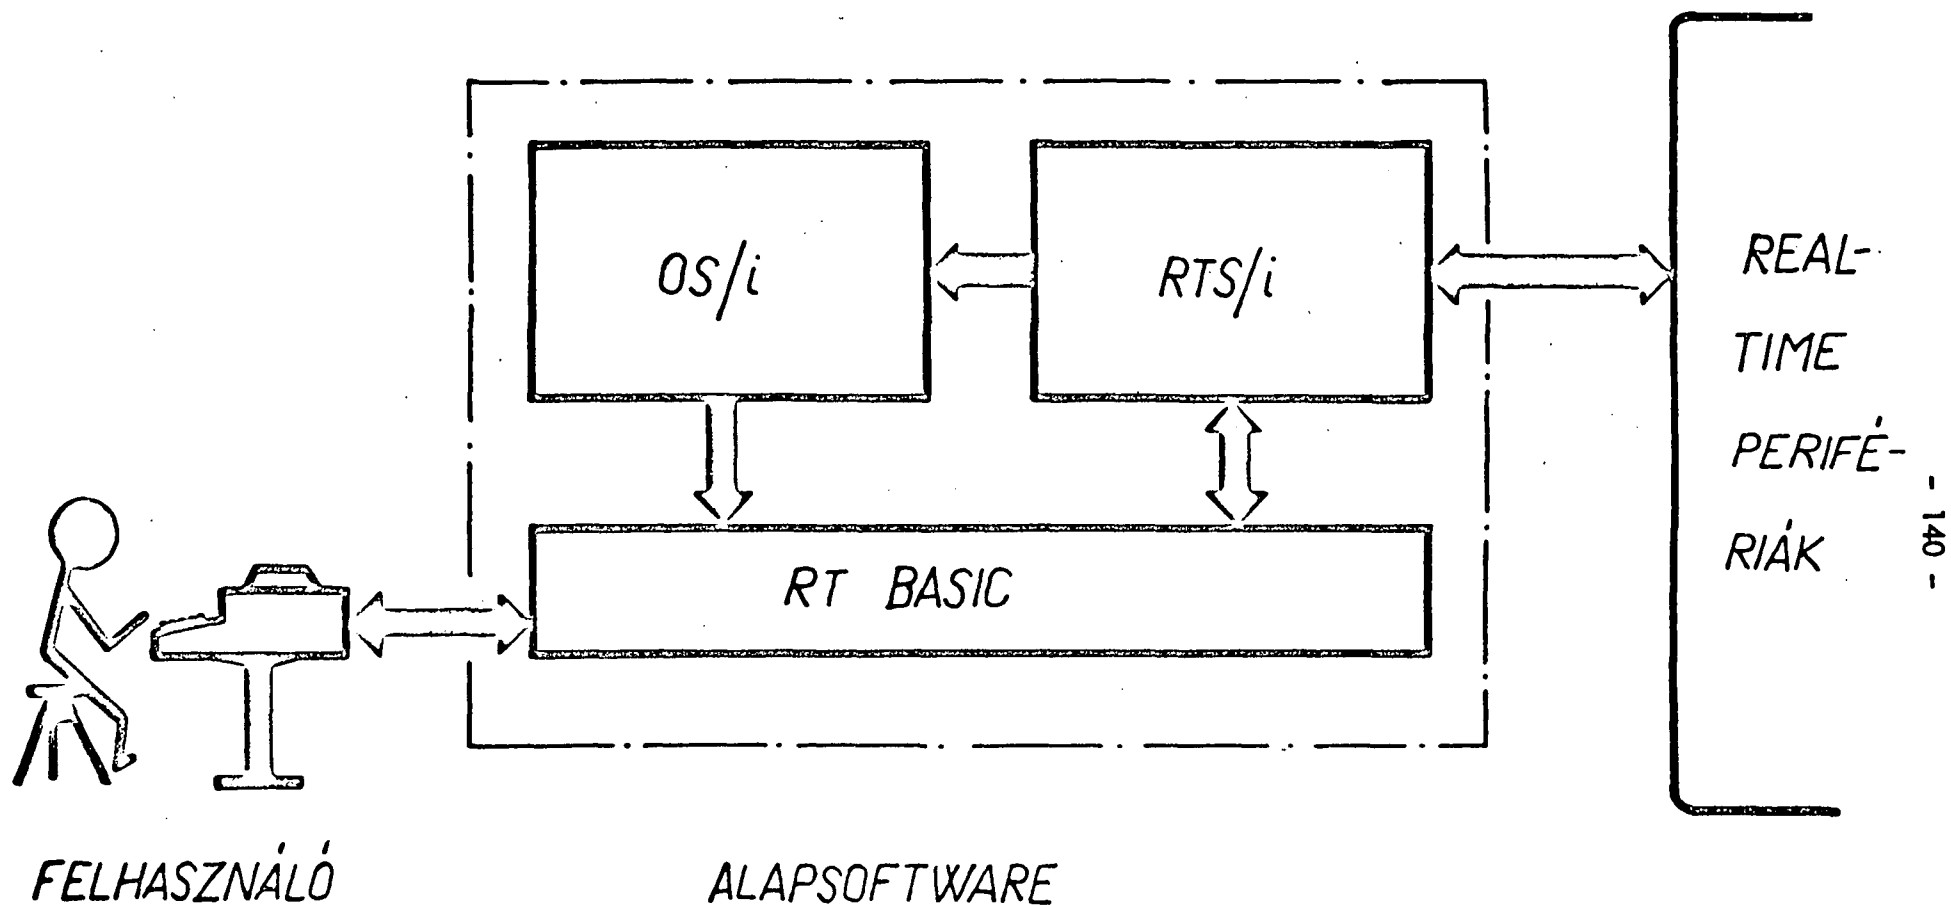 OS/i
RTS/i
RT BASIC
REAL-
TIME
PERIFÉ-
RIÁK
- 140 -
FELHASZNÁLÓ
ALAPSOFTWARE